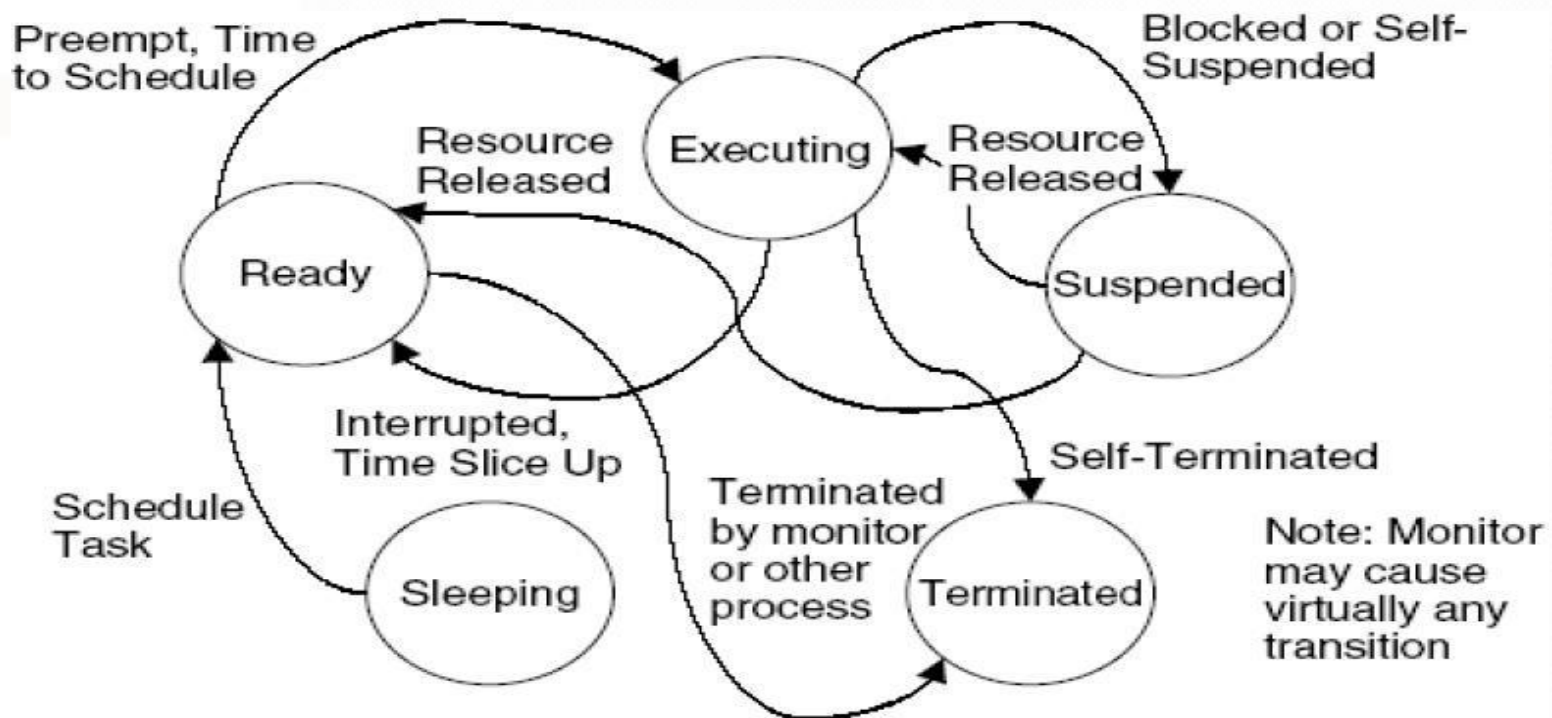 Preempt, Time
to Schedule
Blocked or Self-
Suspended
Executing
Resource
Released
Resource
Released
Ready
Suspended
Interrupted,
Time Slice Up
Self-Terminated
Schedule
Task
Terminated
by monitor
or other
process
Sleeping
Terminated
Note: Monitor
may cause
virtually any
transition